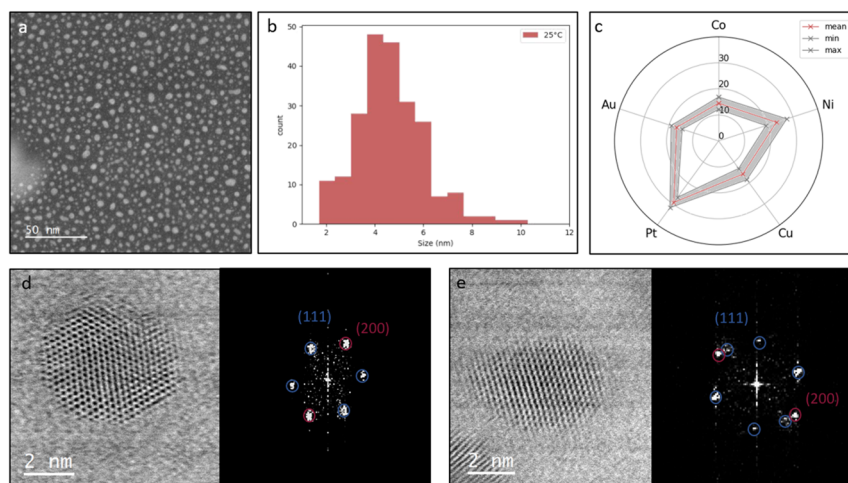 a
50 nm
b
50
40
30
20
10
0
count
2
4
6
8
10
12
Size (nm)
25°C
c
Co
Ni
Cu
Pt
Au
30
20
10
0
mean
min
max
d
(111)
(200)
2 nm
e
(111)
(200)
2 nm